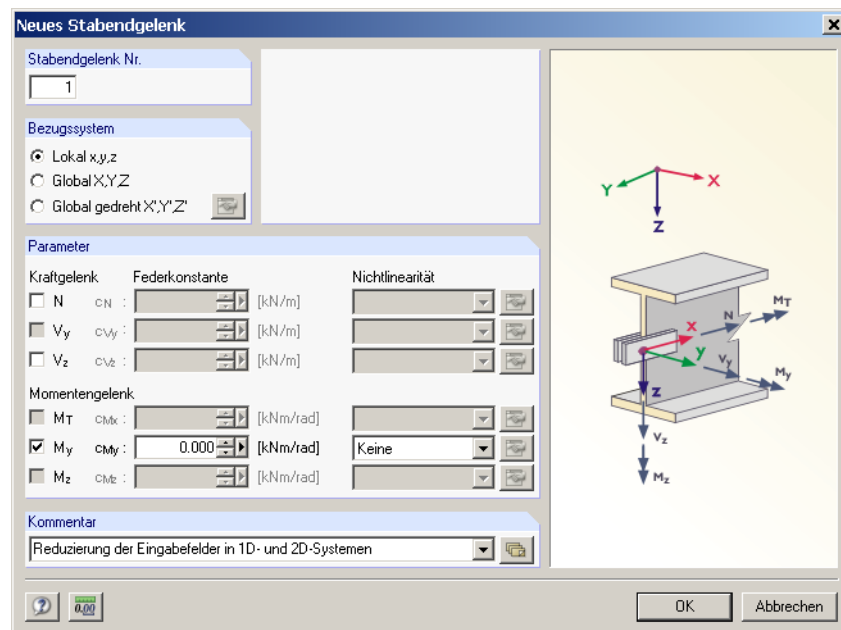 Neues Stabendgelenk
Stabendgelenk Nr.
1
Bezugssystem
Lokal x,y,z
Global X,Y,Z
Global gedreht X',Y',Z'
Parameter
Kraftgelenk Federkonstante Nichtlinearität
N CN : [kN/m]
Vy CVy : [kN/m]
Vz CVz : [kN/m]
Momentengelenk
MT CMx : [kNm/rad]
My CMy : 0.000 [kNm/rad] Keine
Mz CMz : [kNm/rad]
Kommentar
Reduzierung der Eingabefelder in 1D- und 2D-Systemen
X
Y
Z
MT
N
x
y
Vy
My
z
Vz
Mz
0.00
OK Abbrechen